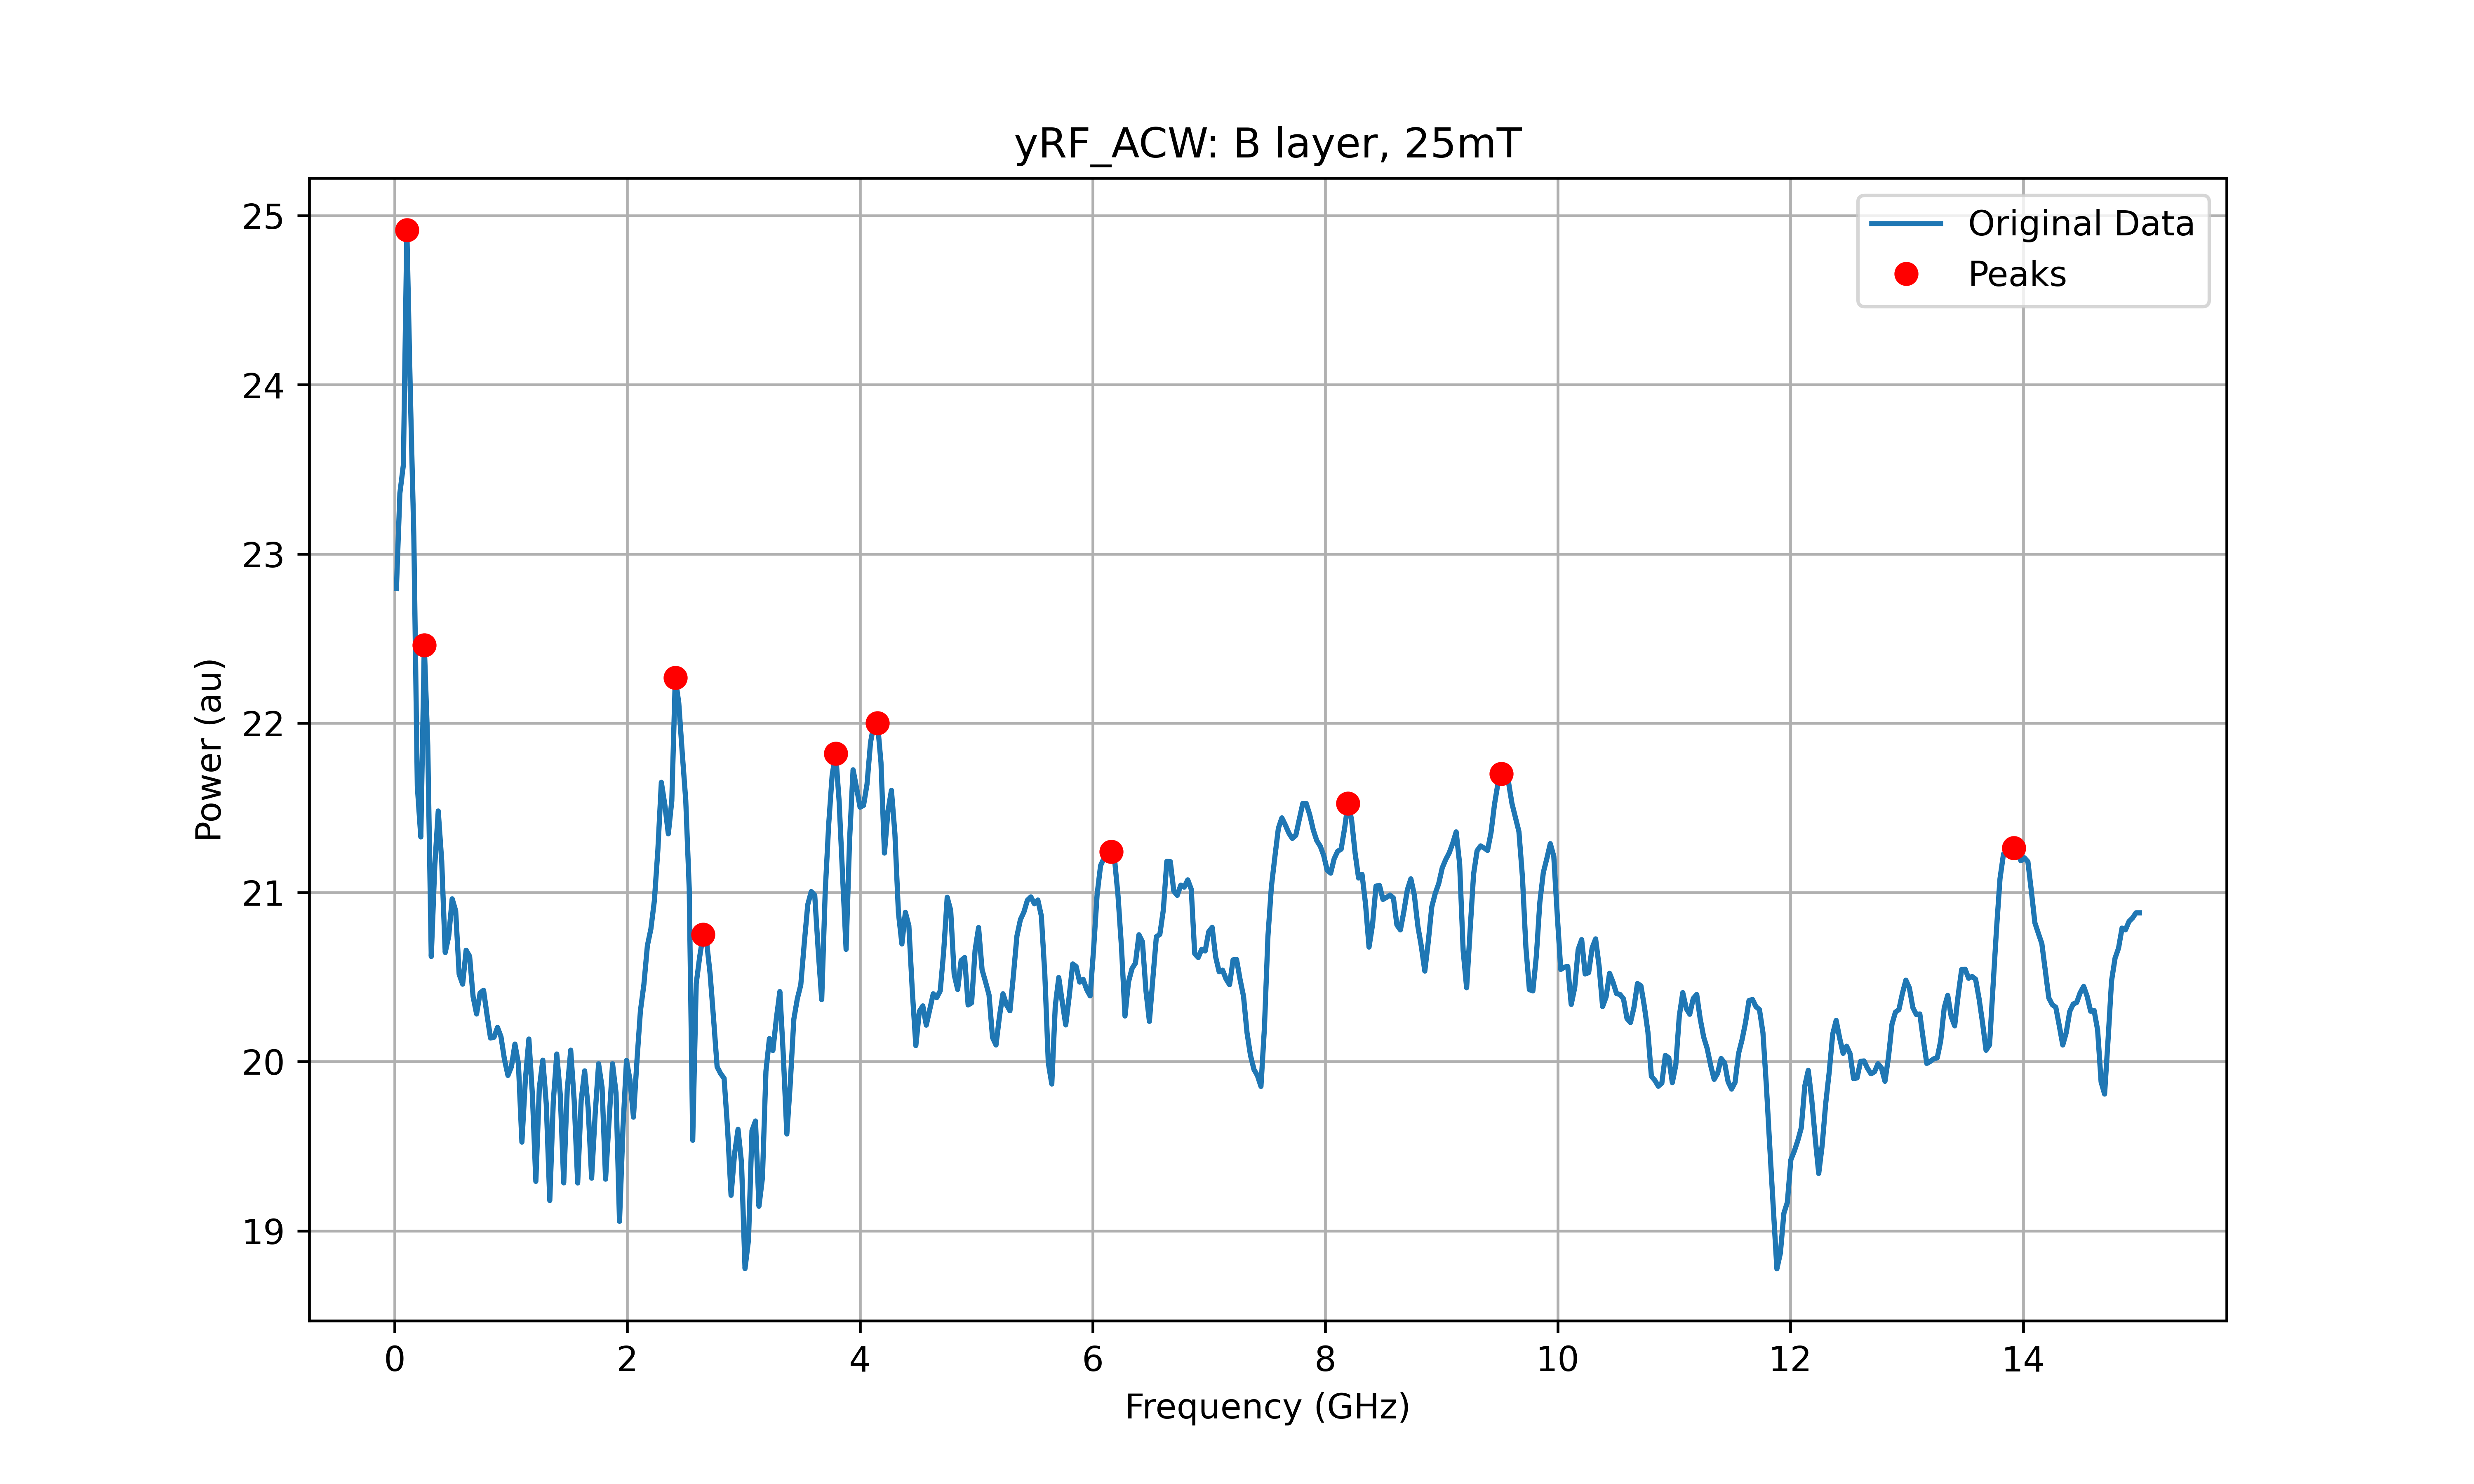 yRF_ACW: B layer, 25mT
Original Data
Peaks
25
24
23
22
21
20
19
Power (au)
0 2 4 6 8 10 12 14
Frequency (GHz)